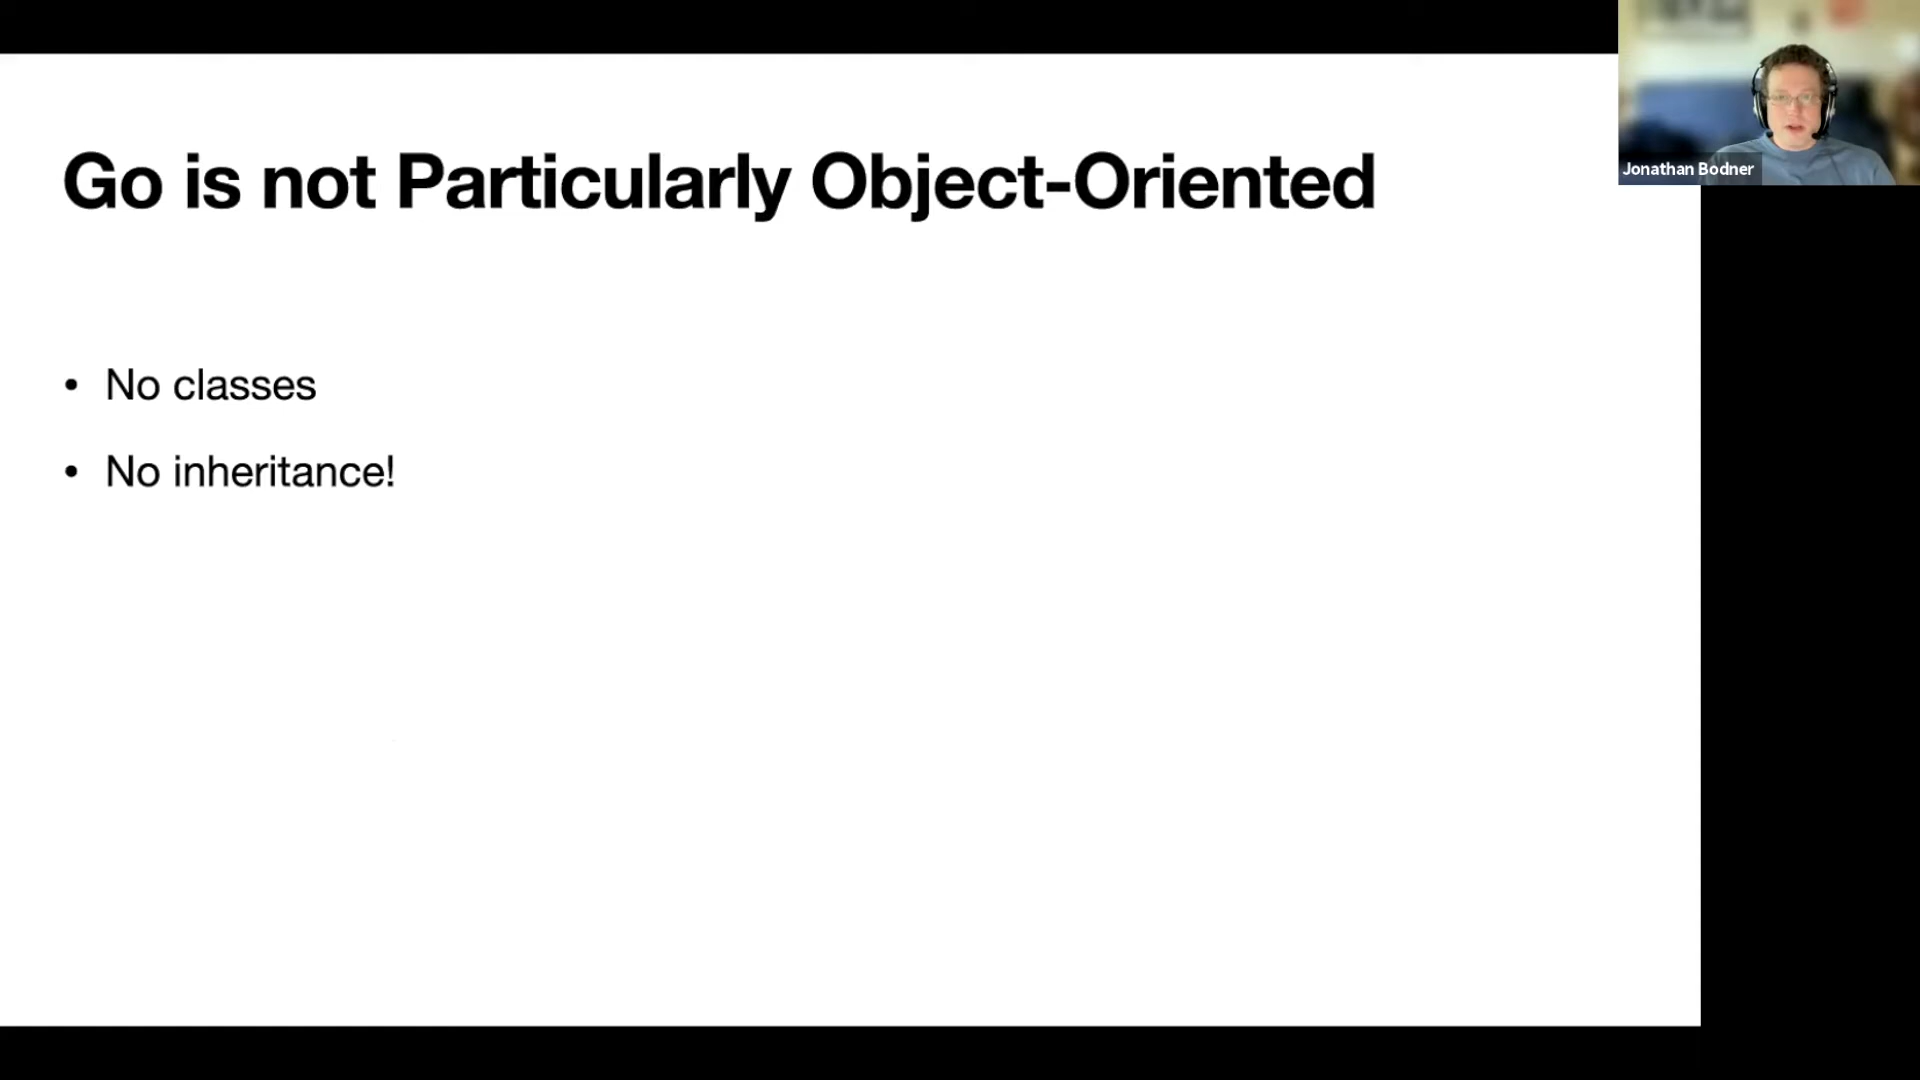 Go is not Particularly Object-Oriented
• No classes
• No inheritance!
Jonathan Bodner